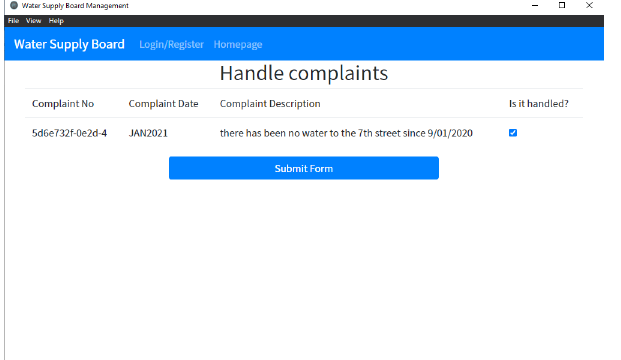 Water Supply Board Management
File View Help
Water Supply Board Login/Register Homepage
Handle complaints
Complaint No Complaint Date Complaint Description Is it handled?
5d6e732f-0e2d-4 JAN2021 there has been no water to the 7th street since 9/01/2020
Submit Form